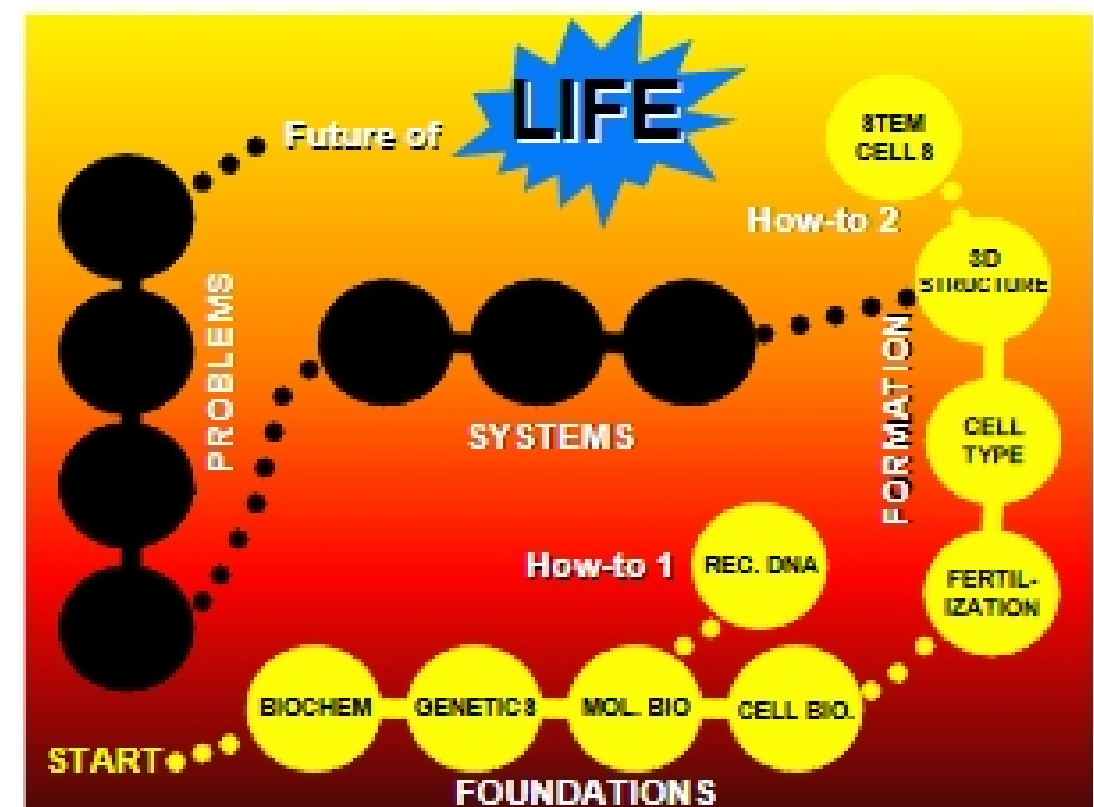 Future of LIFE
STEM
CELLS
How-to 2
3D
STRUCTURE
PROBLEMS
SYSTEMS
FORMATION
CELL
TYPE
How-to 1
REC. DNA
FERTIL-
IZATION
BIOCHEM
GENETICS
MOL. BIO
CELL BIO.
START
FOUNDATIONS